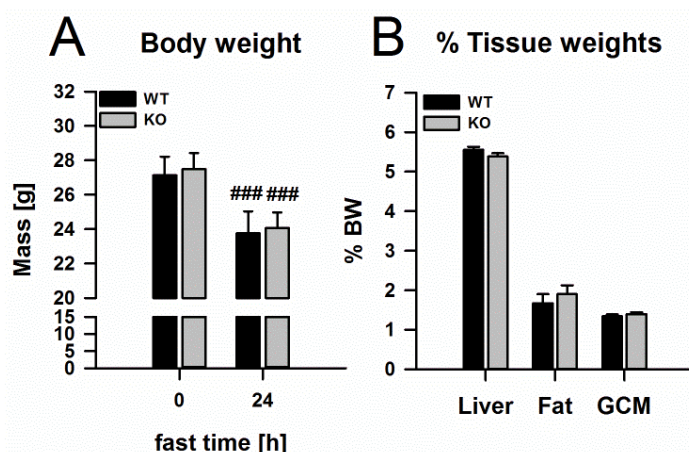 A Body weight
Mass [g]
32
30
28
26
24
22
20
15
10
5
0
WT
KO
### ###
0 24
fast time [h]
B % Tissue weights
% BW
7
6
5
4
3
2
1
0
WT
KO
Liver Fat GCM